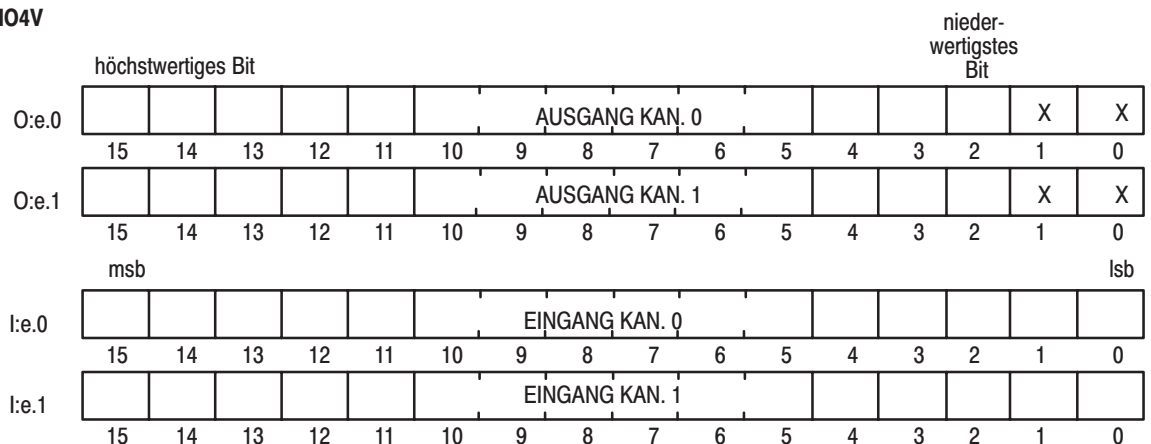 IO4V
nieder-
wertigstes
Bit
höchstwertiges Bit
O:e.0 AUSGANG KAN. 0 X X
15 14 13 12 11 10 9 8 7 6 5 4 3 2 1 0
O:e.1 AUSGANG KAN. 1 X X
15 14 13 12 11 10 9 8 7 6 5 4 3 2 1 0
msb lsb
I:e.0 EINGANG KAN. 0
15 14 13 12 11 10 9 8 7 6 5 4 3 2 1 0
I:e.1 EINGANG KAN. 1
15 14 13 12 11 10 9 8 7 6 5 4 3 2 1 0